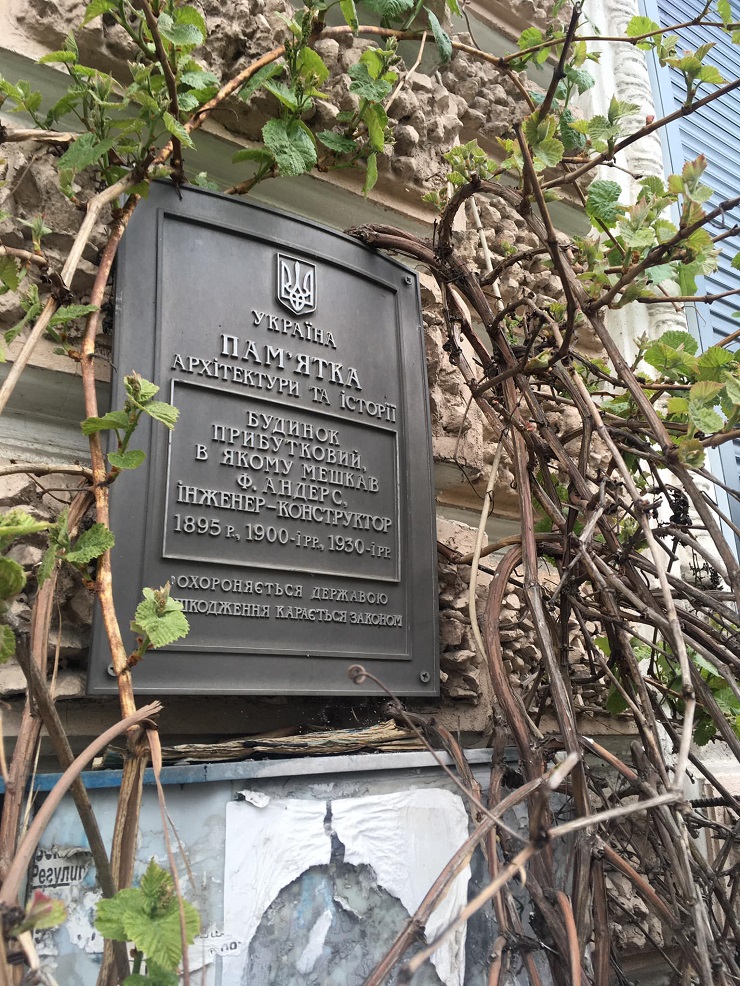 УКРАЇНА
ПАМ'ЯТКА
АРХІТЕКТУРИ ТА ІСТОРІЇ
БУДИНОК
ПРИБУТКОВИЙ,
В ЯКОМУ МЕШКАВ
Ф. АНДЕРС,
ІНЖЕНЕР-КОНСТРУКТОР
1895 р., 1900-і рр., 1930-і рр.
ОХОРОНЯЄТЬСЯ ДЕРЖАВОЮ
КАРАЄТЬСЯ ЗАКОНОМ